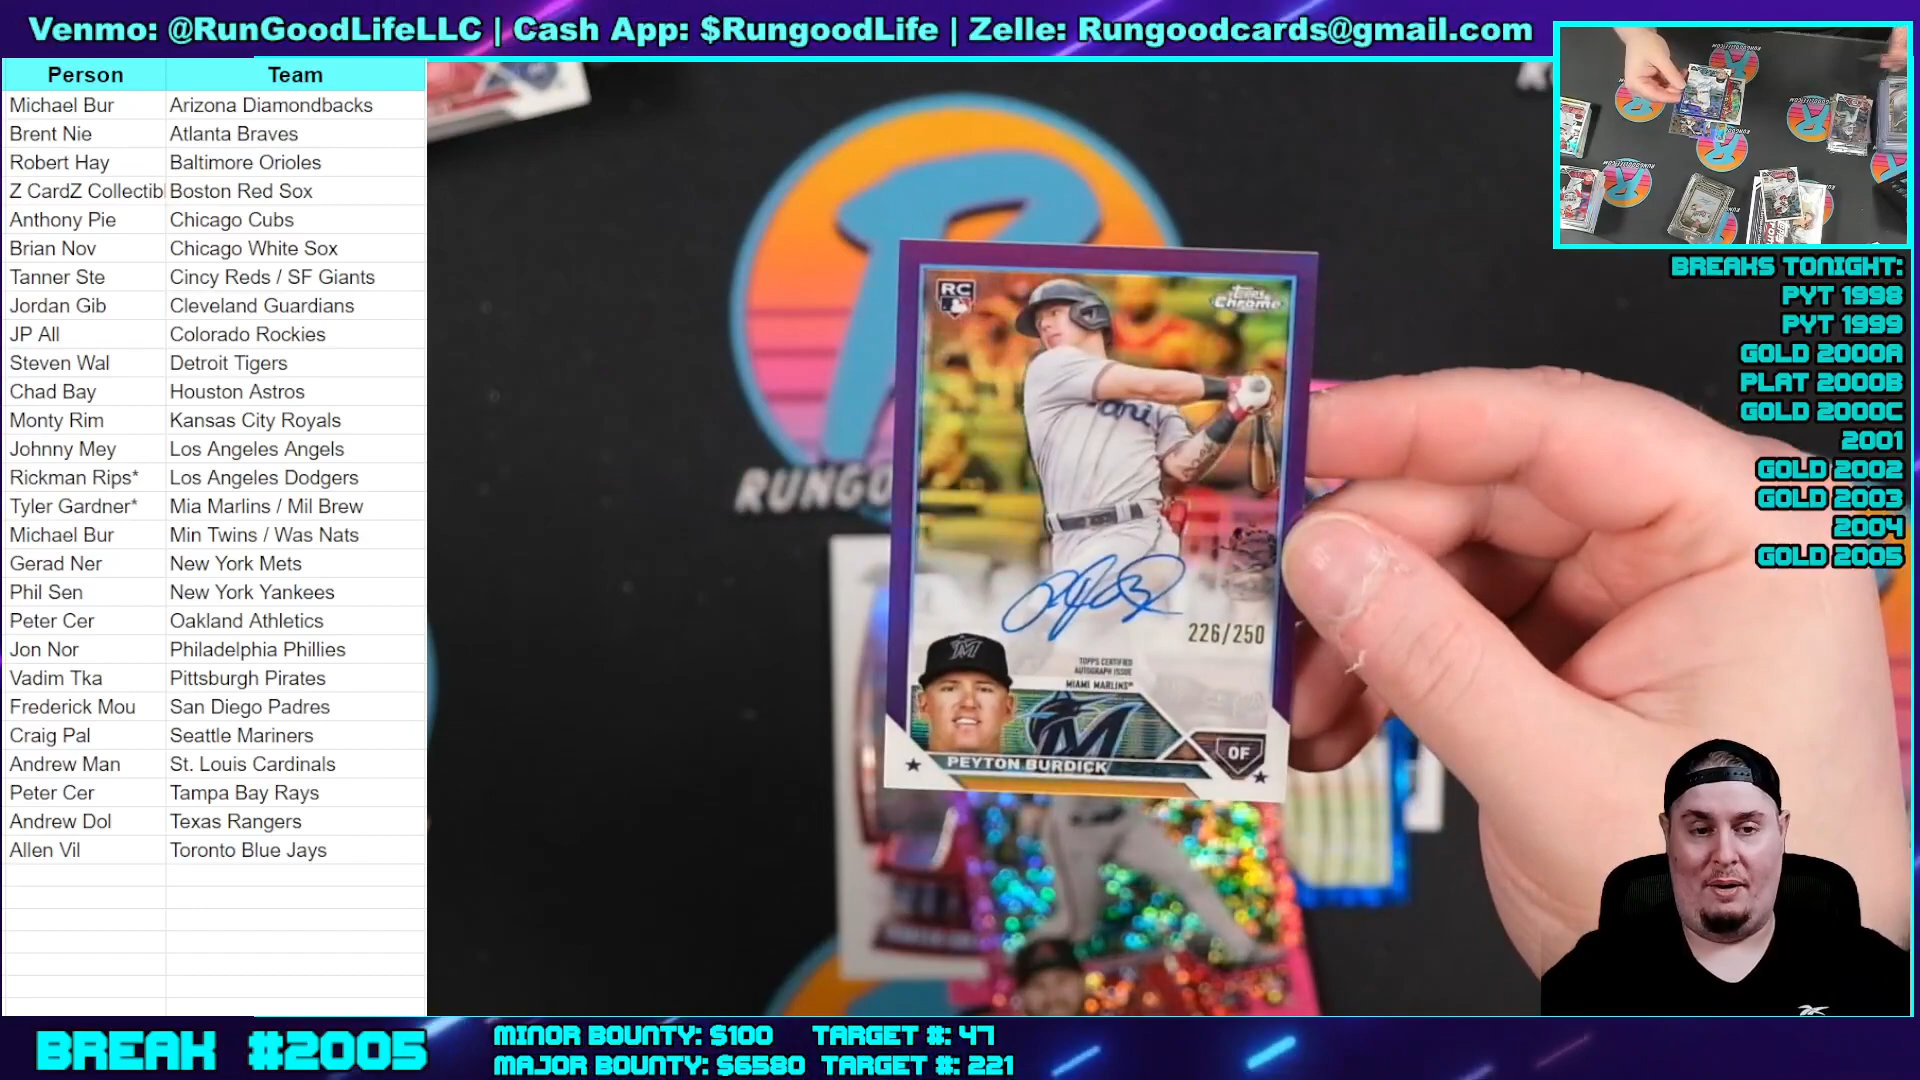 Venmo: @RunGoodLifeLLC | Cash App: $RungoodLife | Zelle: Rungoodcards@gmail.com
Person Team
Michael Bur Arizona Diamondbacks
Brent Nie Atlanta Braves
Robert Hay Baltimore Orioles
Z CardZ Collectibl Boston Red Sox
Anthony Pie Chicago Cubs
Brian Nov Chicago White Sox
Tanner Ste Cincy Reds / SF Giants
Jordan Gib Cleveland Guardians
JP All Colorado Rockies
Steven Wal Detroit Tigers
Chad Bay Houston Astros
Monty Rim Kansas City Royals
Johnny Mey Los Angeles Angels
Rickman Rips* Los Angeles Dodgers
Tyler Gardner* Mia Marlins / Mil Brew
Michael Bur Min Twins / Was Nats
Gerad Ner New York Mets
Phil Sen New York Yankees
Peter Cer Oakland Athletics
Jon Nor Philadelphia Phillies
Vadim Tka Pittsburgh Pirates
Frederick Mou San Diego Padres
Craig Pal Seattle Mariners
Andrew Man St. Louis Cardinals
Peter Cer Tampa Bay Rays
Andrew Dol Texas Rangers
Allen Vil Toronto Blue Jays
RUNGO
RC
Topps Chrome
226/250
TOPPS CERTIFIED
AUTOGRAPH ISSUE
MIAMI MARLINS
M
PEYTON BURDICK
OF
BREAKS TONIGHT:
PYT 1998
PYT 1999
GOLD 2000A
PLAT 2000B
GOLD 2000C
2001
GOLD 2002
GOLD 2003
2004
GOLD 2005
BREAK #2005
MINOR BOUNTY: $100 TARGET #: 47
MAJOR BOUNTY: $6580 TARGET #: 221